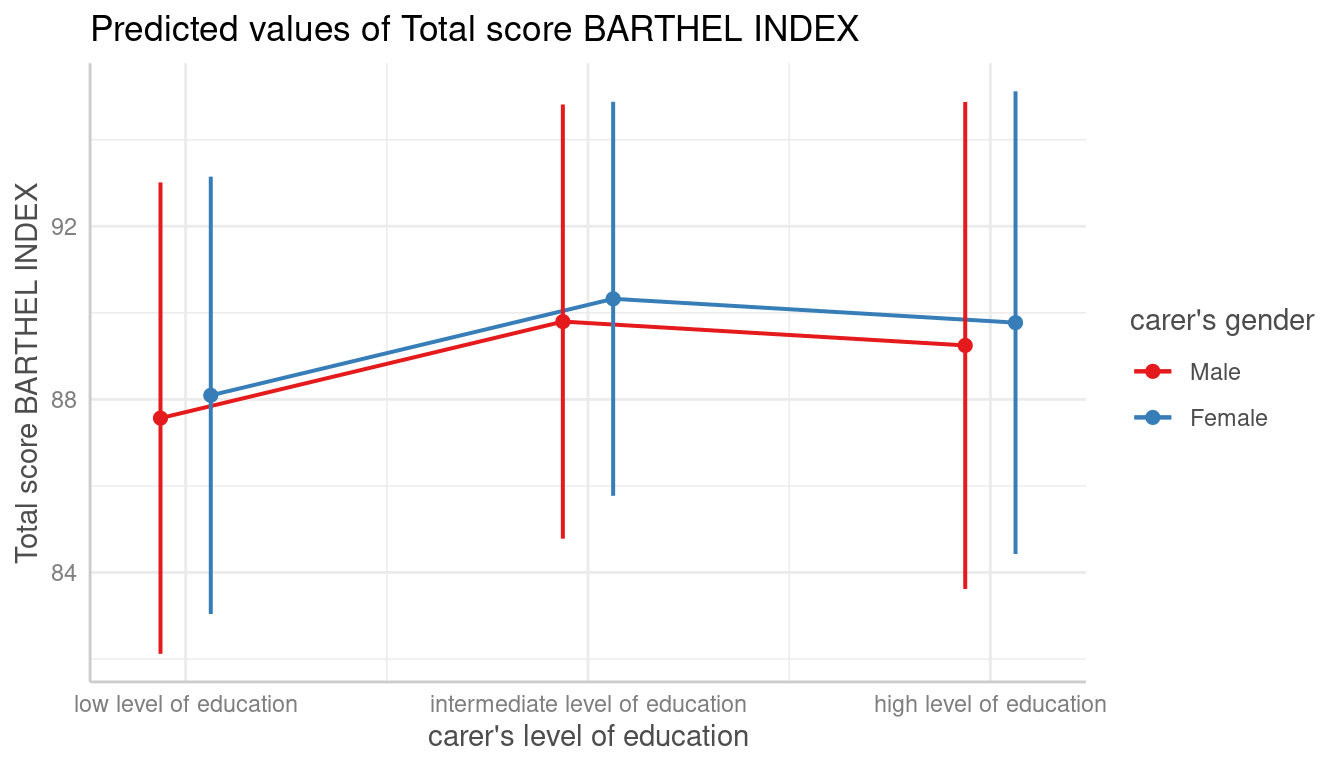 Predicted values of Total score BARTHEL INDEX
Total score BARTHEL INDEX
92
88
84
low level of education
intermediate level of education
high level of education
carer's level of education
carer's gender
Male
Female